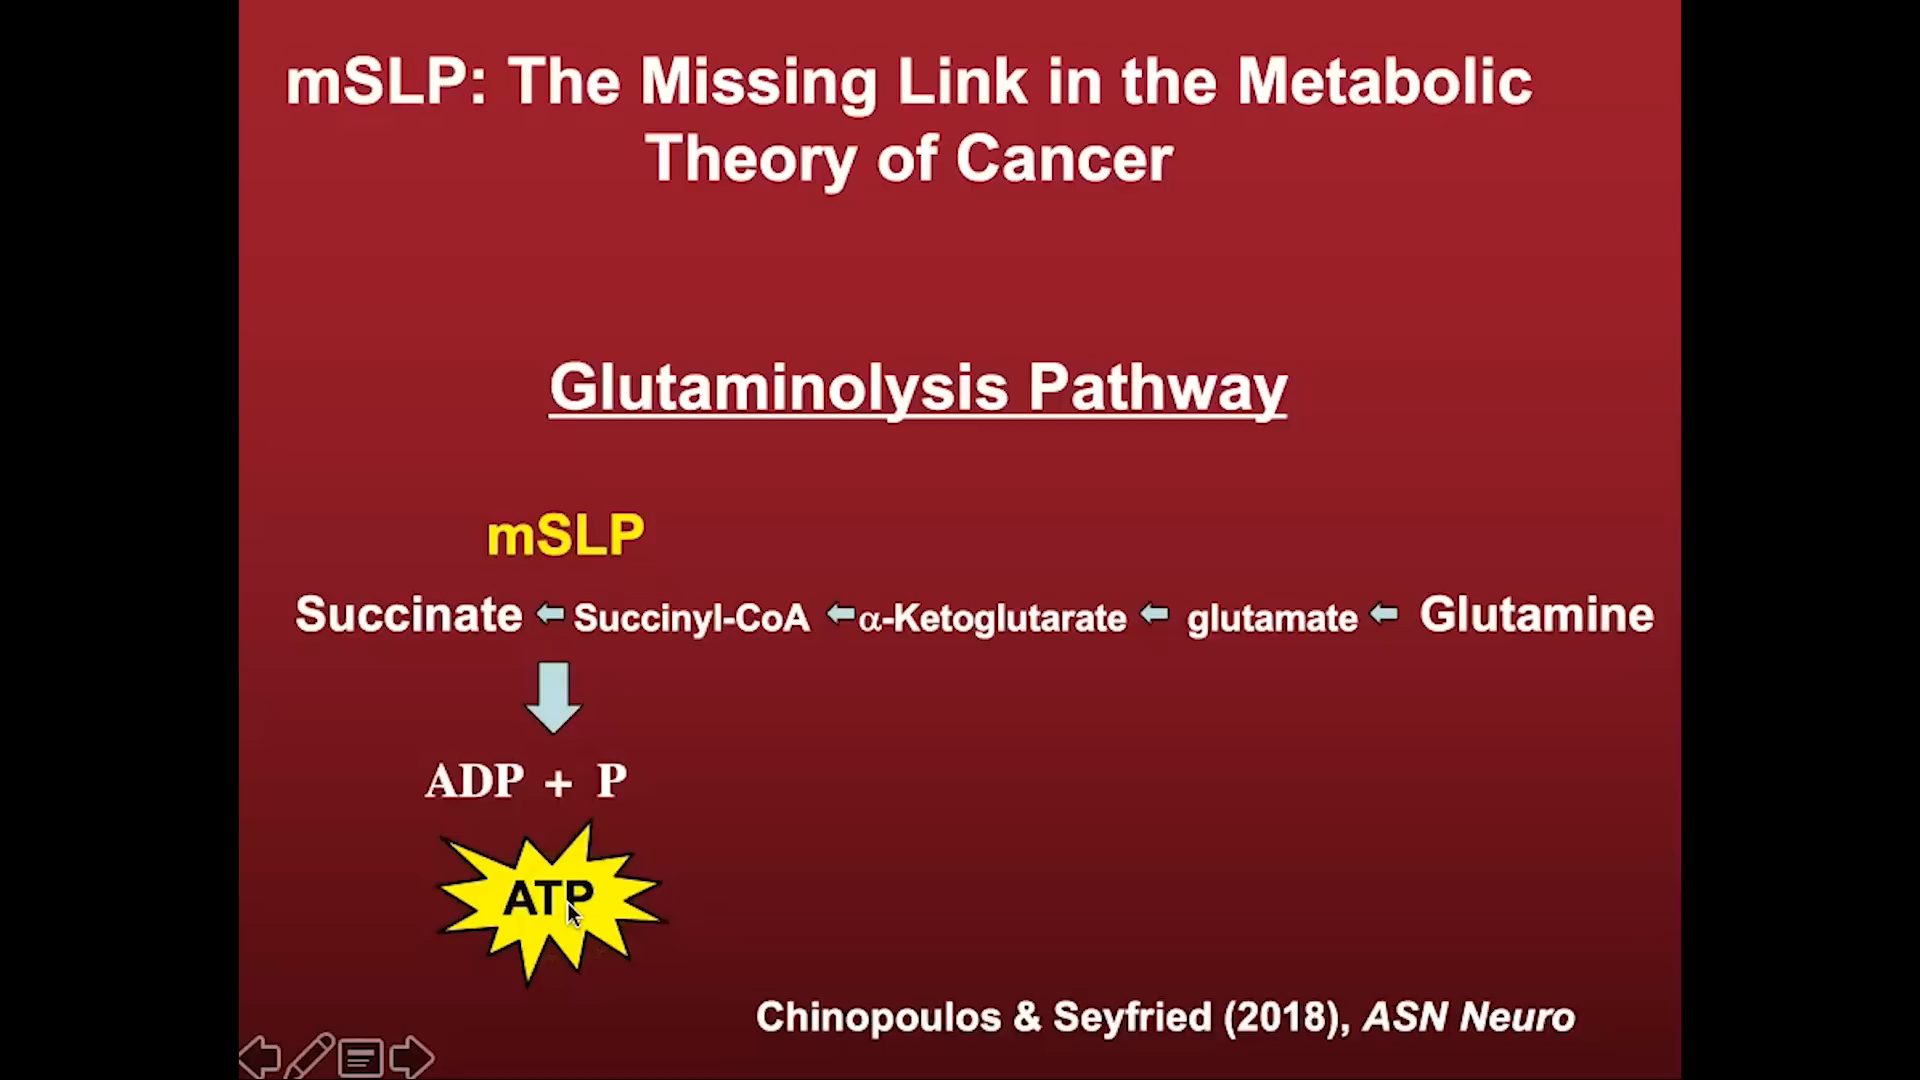 mSLP: The Missing Link in the Metabolic
Theory of Cancer
Glutaminolysis Pathway
mSLP
Succinate Succinyl-CoA α-Ketoglutarate glutamate Glutamine
ADP + P
ATP
Chinopoulos & Seyfried (2018), ASN Neuro